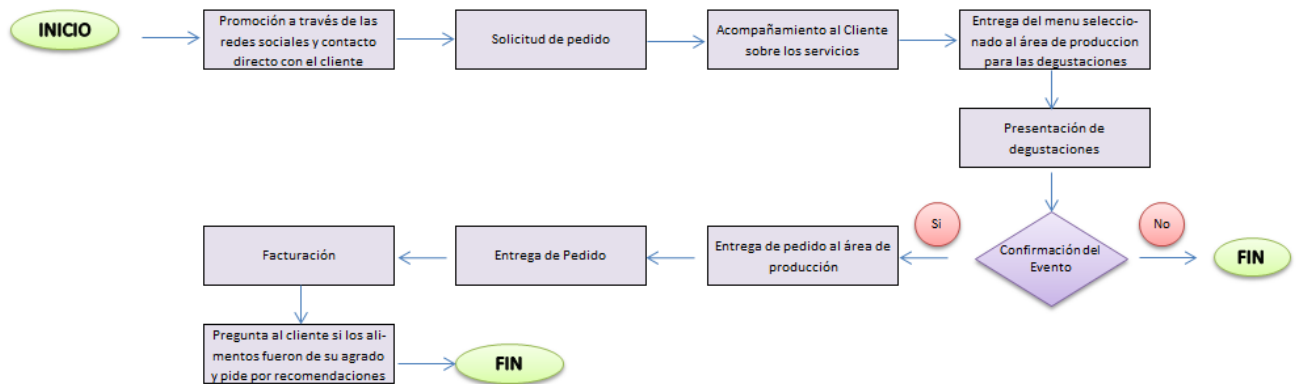 INICIO
Promoción a través de las
redes sociales y contacto
directo con el cliente
Solicitud de pedido
Acompañamiento al Cliente
sobre los servicios
Entrega del menu seleccio-
nado al área de produccion
para las degustaciones
Presentación de
degustaciones
Confirmación del
Evento
Si
No
FIN
Entrega de pedido al área de
producción
Entrega de Pedido
Facturación
Pregunta al cliente si los ali-
mentos fueron de su agrado
y pide por recomendaciones
FIN